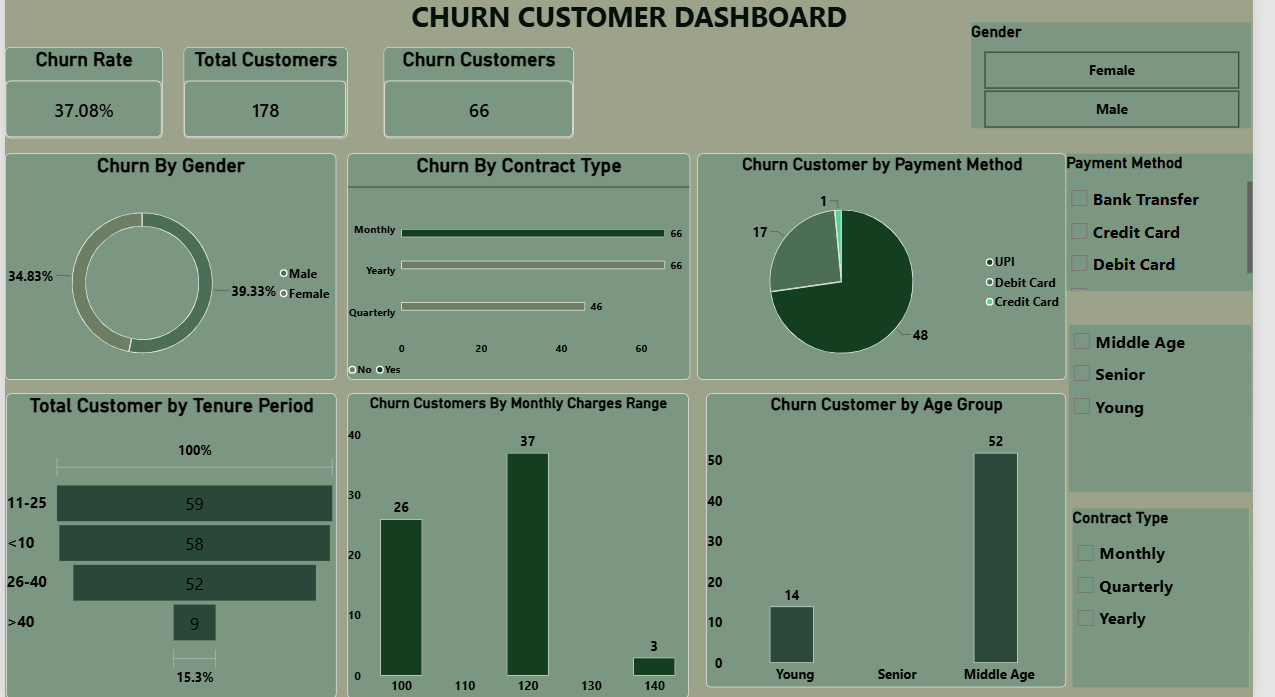 CHURN CUSTOMER DASHBOARD
Churn Rate
37.08%
Total Customers
178
Churn Customers
66
Gender
Female
Male
Churn By Gender
34.83%
39.33%
Male
Female
Churn By Contract Type
Monthly
66
Yearly
66
Quarterly
46
0 20 40 60
No Yes
Churn Customer by Payment Method
1
17
48
UPI
Debit Card
Credit Card
Payment Method
Bank Transfer
Credit Card
Debit Card
Middle Age
Senior
Young
Total Customer by Tenure Period
100%
11-25 59
<10 58
26-40 52
>40 9
15.3%
Churn Customers By Monthly Charges Range
40
30
20
10
0
26
37
3
100 110 120 130 140
Churn Customer by Age Group
50
40
30
20
10
0
14
52
Young Senior Middle Age
Contract Type
Monthly
Quarterly
Yearly